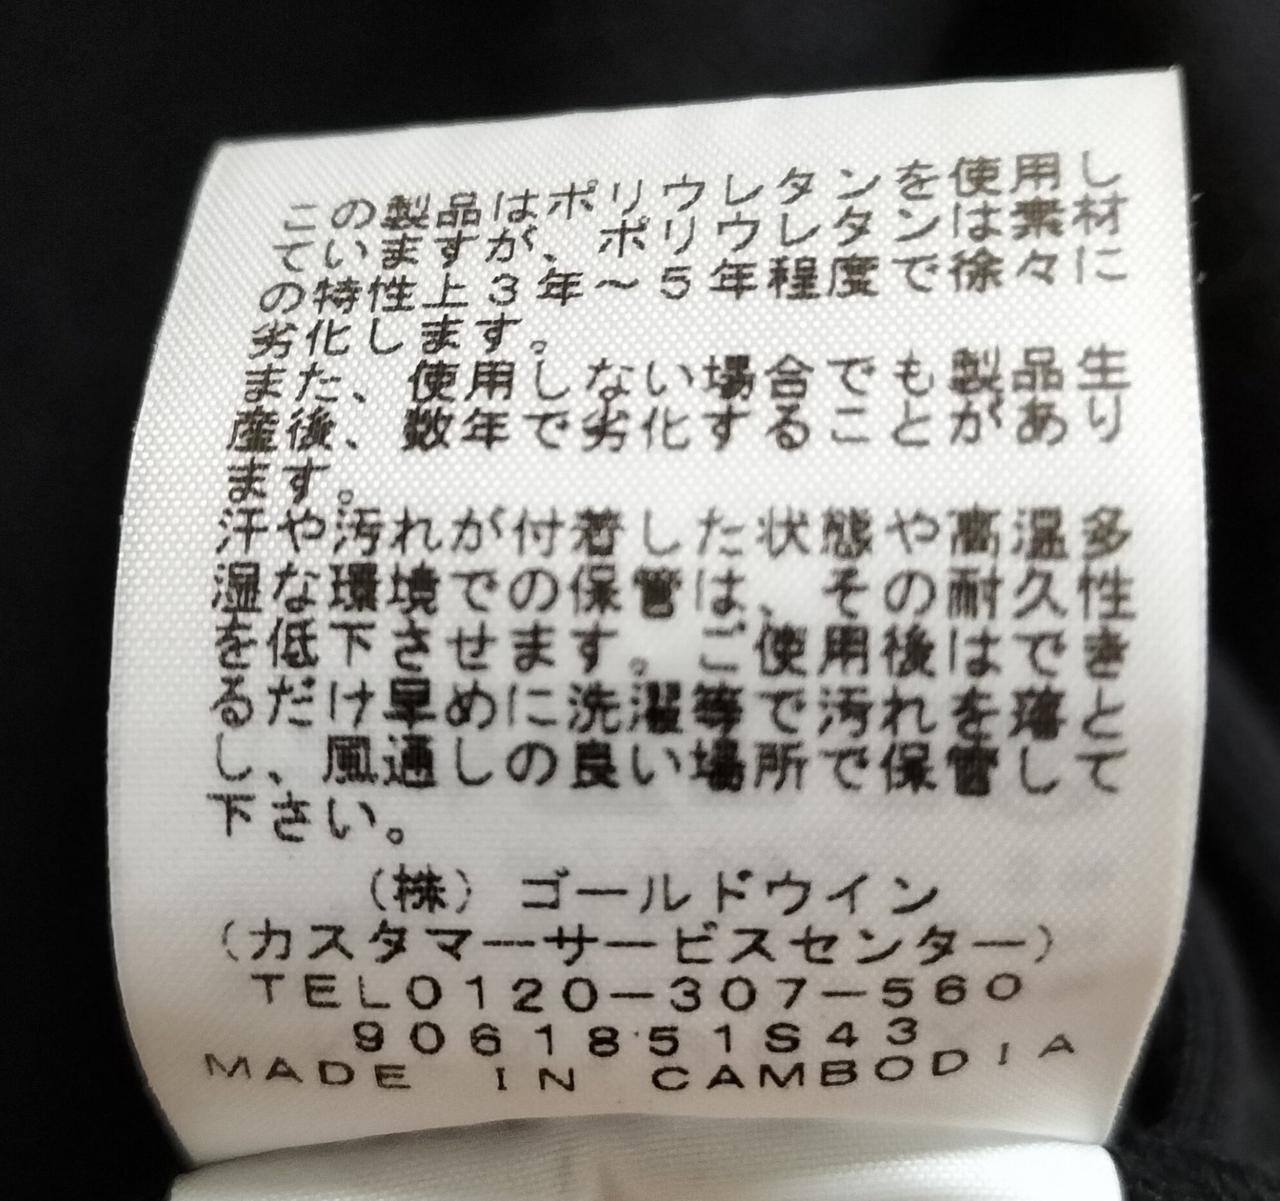 この製品はポリウレタンを使用し
ていますが、ポリウレタンは素材
の特性上3年～5年程度で徐々に
劣化します。
また、使用しない場合でも製品生
産後、数年で劣化することがあり
ます。
汗や汚れが付着した状態や高温多
湿な環境での保管は、その耐久性
を低下させます。ご使用後はでき
るだけ早めに洗濯等で汚れを落と
し、風通しの良い場所で保管して
下さい。
(株)ゴールドウイン
(カスタマーサービスセンター)
TEL0120-307-560
9061851S43
MADE IN CAMBODIA